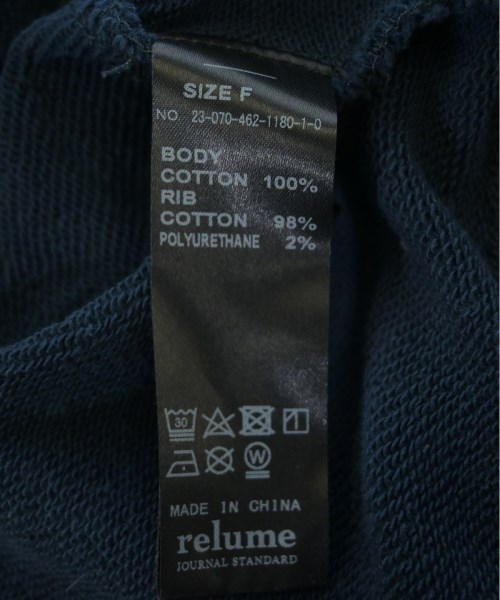 SIZE F
NO. 23-070-462-1180-1-0
BODY
COTTON 100%
RIB
COTTON 98%
POLYURETHANE 2%
30
W
MADE IN CHINA
relume
JOURNAL STANDARD